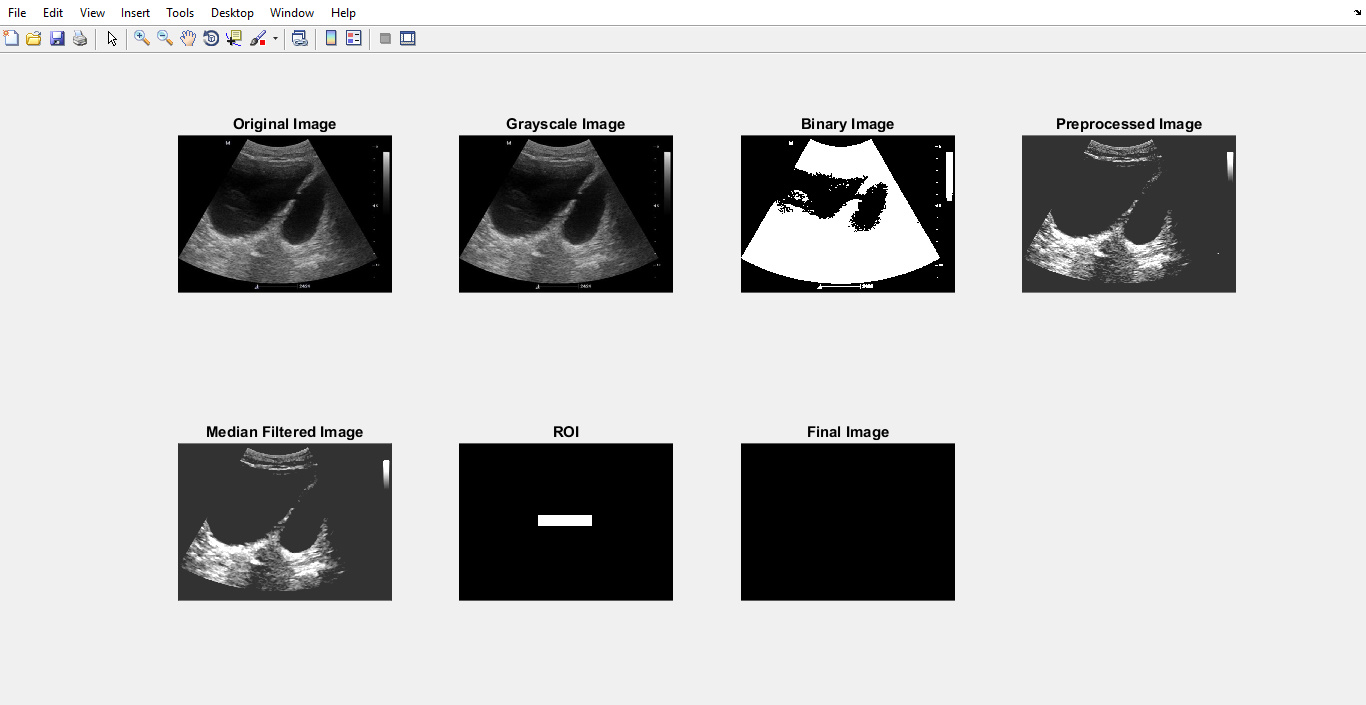 File Edit View Insert Tools Desktop Window Help
Original Image Grayscale Image Binary Image Preprocessed Image
M
M
Median Filtered Image ROI Final Image